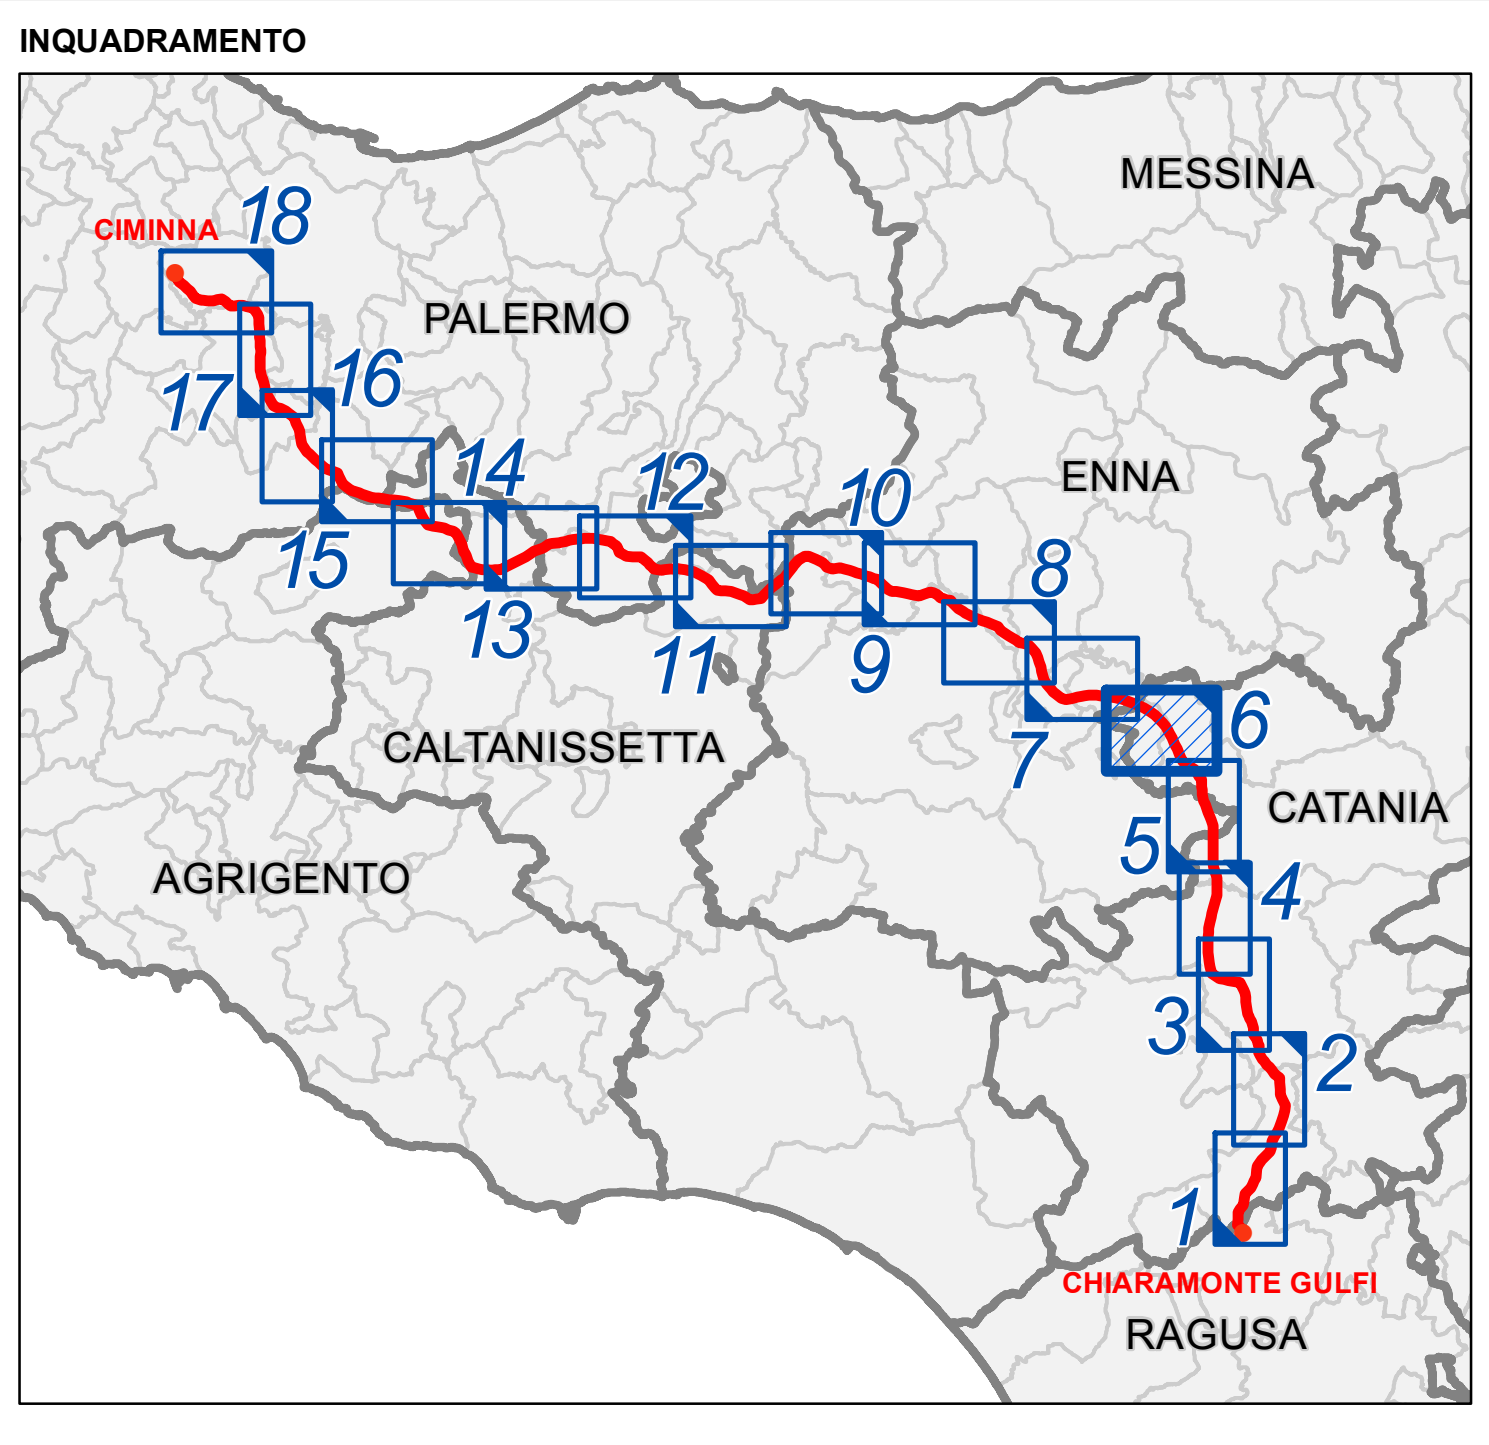 INQUADRAMENTO
MESSINA
18
CIMINNA
PALERMO
16
17
14
12
ENNA
10
15
8
13
11
9
6
CALTANISSETTA
7
CATANIA
5
AGRIGENTO
4
3
2
1
CHIARAMONTE GULFI
RAGUSA